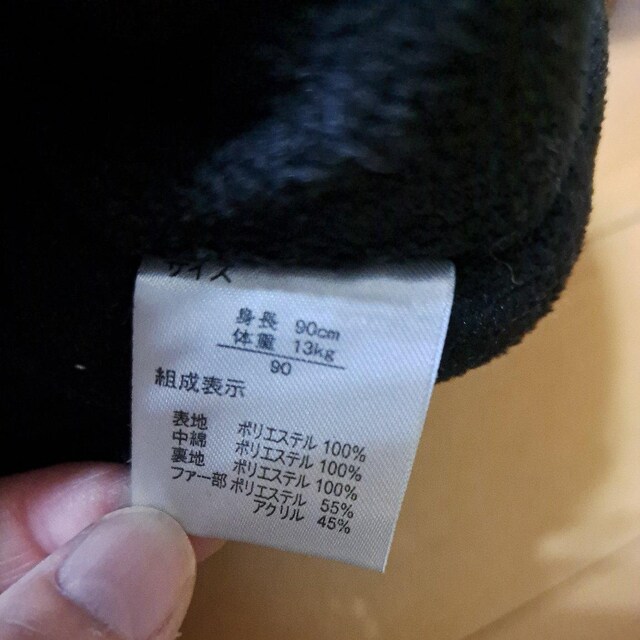 サイズ
身長 90cm
体重 13kg
90
組成表示
表地 ポリエステル 100%
中綿 ポリエステル 100%
裏地 ポリエステル 100%
ファー部 ポリエステル 55%
アクリル 45%